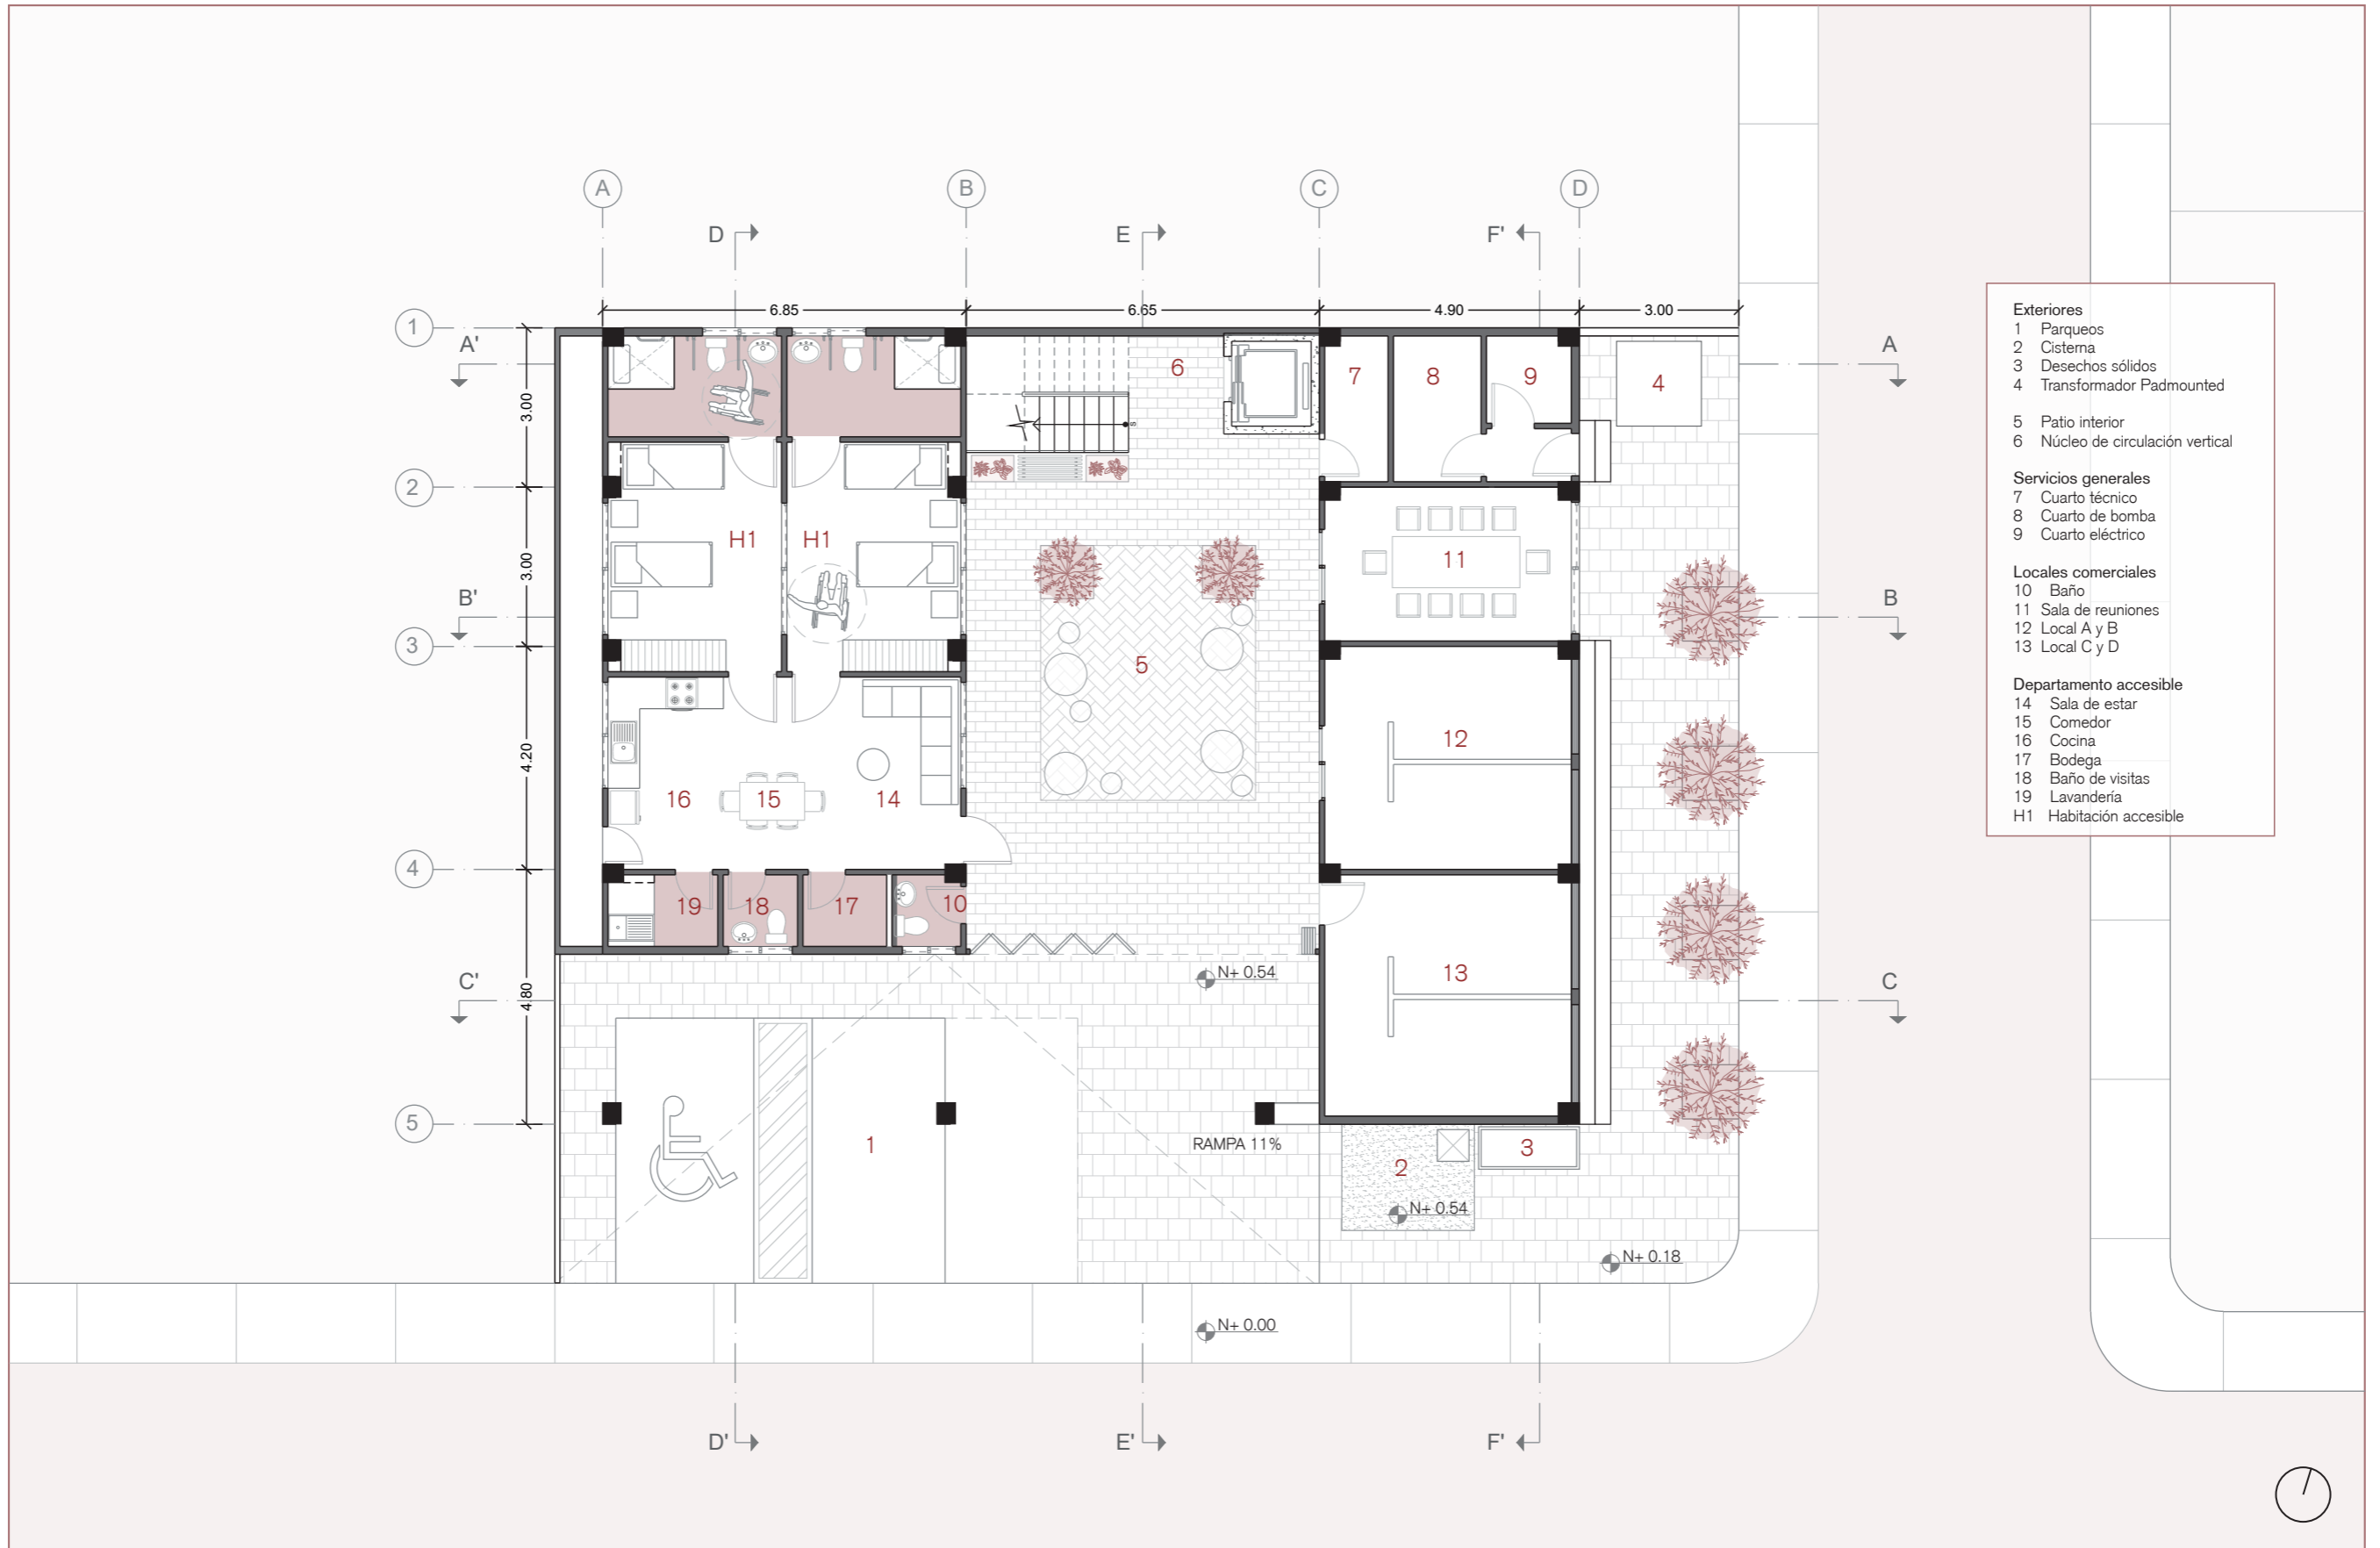 A B C D
D E F'
6.85 6.65 4.90 3.00
1
A'
A
3.00
6
7 8 9
4
2
3.00
H1 H1
11
B'
B
3
5
4.20
12
16 15 14
4
19 18 17 10
C'
C
4.80
N+ 0.54
13
5
1
RAMPA 11%
2
3
N+ 0.54
N+ 0.18
N+ 0.00
D' E' F'
S
Exteriores
1 Parqueos
2 Cisterna
3 Desechos sólidos
4 Transformador Padmounted
5 Patio interior
6 Núcleo de circulación vertical
Servicios generales
7 Cuarto técnico
8 Cuarto de bomba
9 Cuarto eléctrico
Locales comerciales
10 Baño
11 Sala de reuniones
12 Local A y B
13 Local C y D
Departamento accesible
14 Sala de estar
15 Comedor
16 Cocina
17 Bodega
18 Baño de visitas
19 Lavandería
H1 Habitación accesible